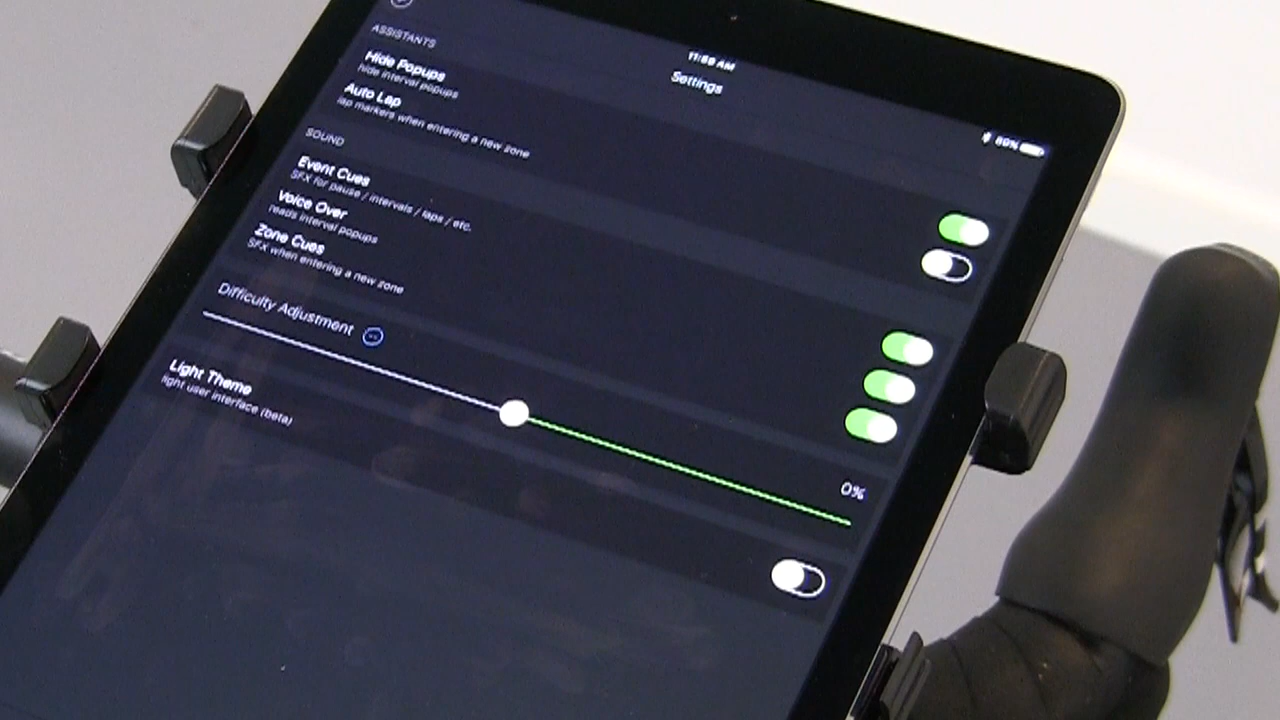 11:59 AM
89%
Settings
ASSISTANTS
Hide Popups
hide interval popups
Auto Lap
lap markers when entering a new zone
SOUND
Event Cues
SFX for pause / intervals / laps / etc.
Voice Over
reads interval popups
Zone Cues
SFX when entering a new zone
Difficulty Adjustment
0%
Light Theme
light user interface (beta)